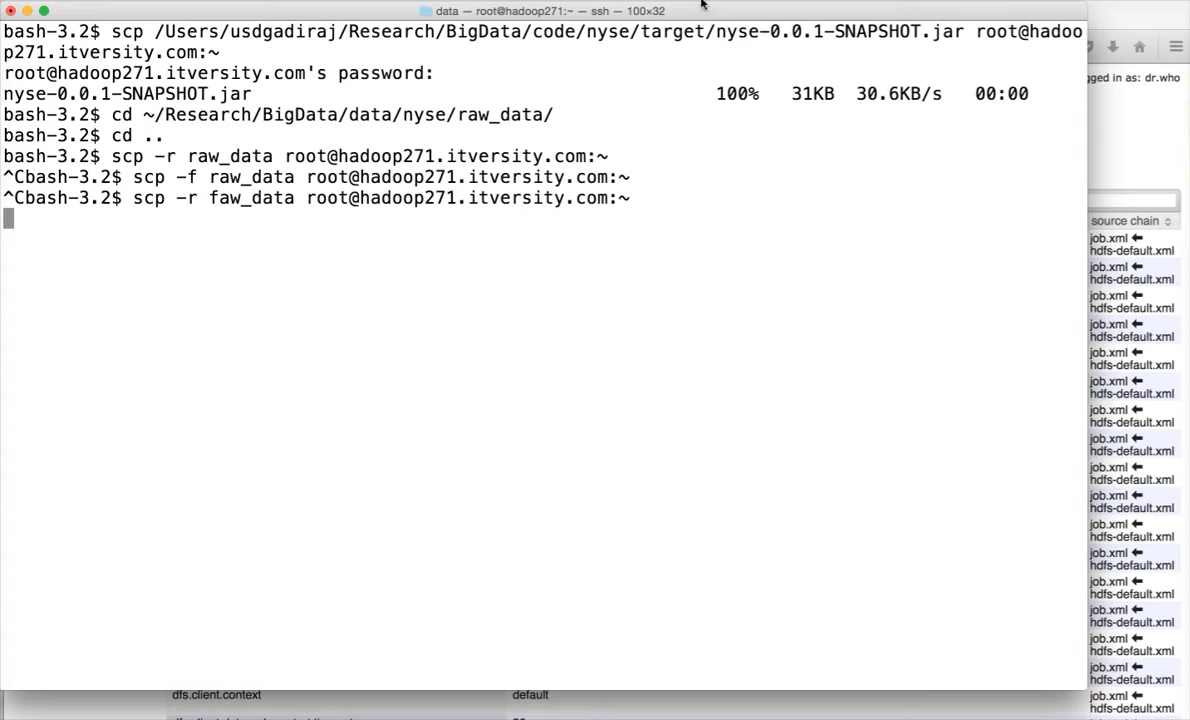 data — root@hadoop271:~ — ssh — 100×32
bash-3.2$ scp /Users/usdgadiraj/Research/BigData/code/nyse/target/nyse-0.0.1-SNAPSHOT.jar root@hadoo
p271.itversity.com:~
root@hadoop271.itversity.com's password:
nyse-0.0.1-SNAPSHOT.jar 100% 31KB 30.6KB/s 00:00
bash-3.2$ cd ~/Research/BigData/data/nyse/raw_data/
bash-3.2$ cd ..
bash-3.2$ scp -r raw_data root@hadoop271.itversity.com:~
^Cbash-3.2$ scp -f raw_data root@hadoop271.itversity.com:~
^Cbash-3.2$ scp -r faw_data root@hadoop271.itversity.com:~
gged in as: dr.who
source chain
job.xml ⬅
hdfs-default.xml
job.xml ⬅
hdfs-default.xml
job.xml ⬅
hdfs-default.xml
job.xml ⬅
hdfs-default.xml
job.xml ⬅
hdfs-default.xml
job.xml ⬅
hdfs-default.xml
job.xml ⬅
hdfs-default.xml
job.xml ⬅
hdfs-default.xml
job.xml ⬅
hdfs-default.xml
job.xml ⬅
hdfs-default.xml
job.xml ⬅
hdfs-default.xml
job.xml ⬅
hdfs-default.xml
job.xml ⬅
hdfs-default.xml
job.xml ⬅
hdfs-default.xml
job.xml ⬅
hdfs-default.xml
job.xml ⬅
hdfs-default.xml
job.xml ⬅
hdfs-default.xml
dfs.client.context default